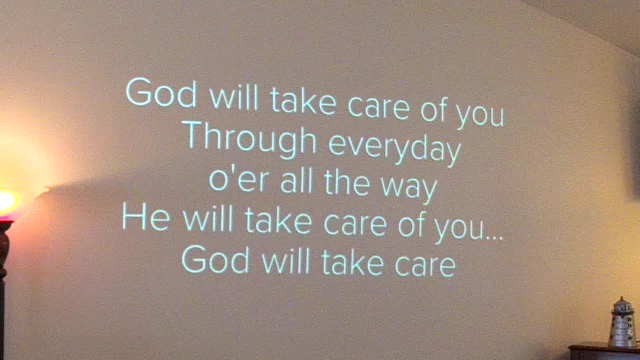 God will take care of you
Through everyday
o'er all the way
He will take care of you...
God will take care